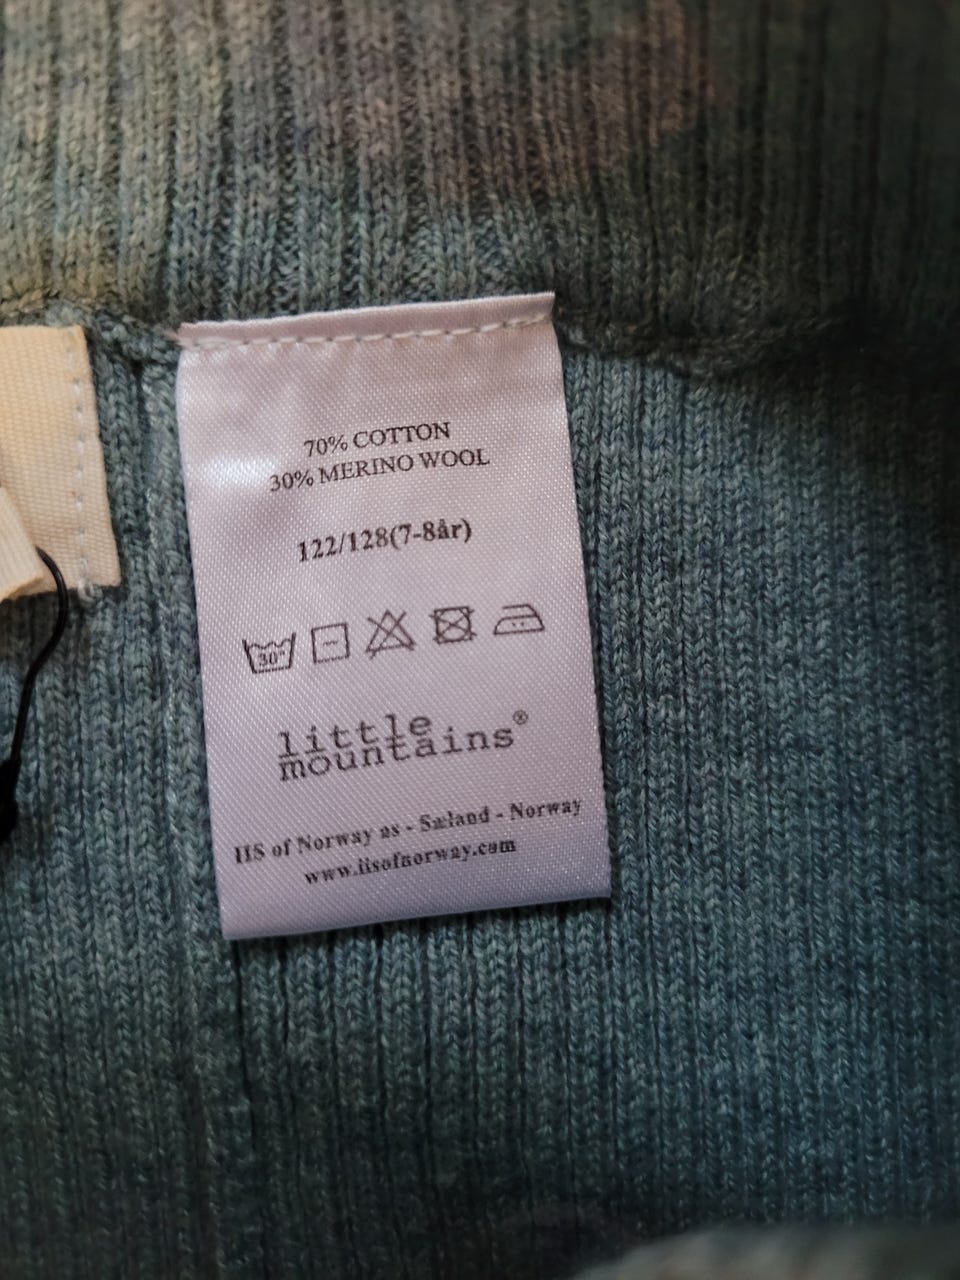 70% COTTON
30% MERINO WOOL
122/128(7-8år)
30°
little
mountains®
IIS of Norway as - Sæland - Norway
www.iisofnorway.com